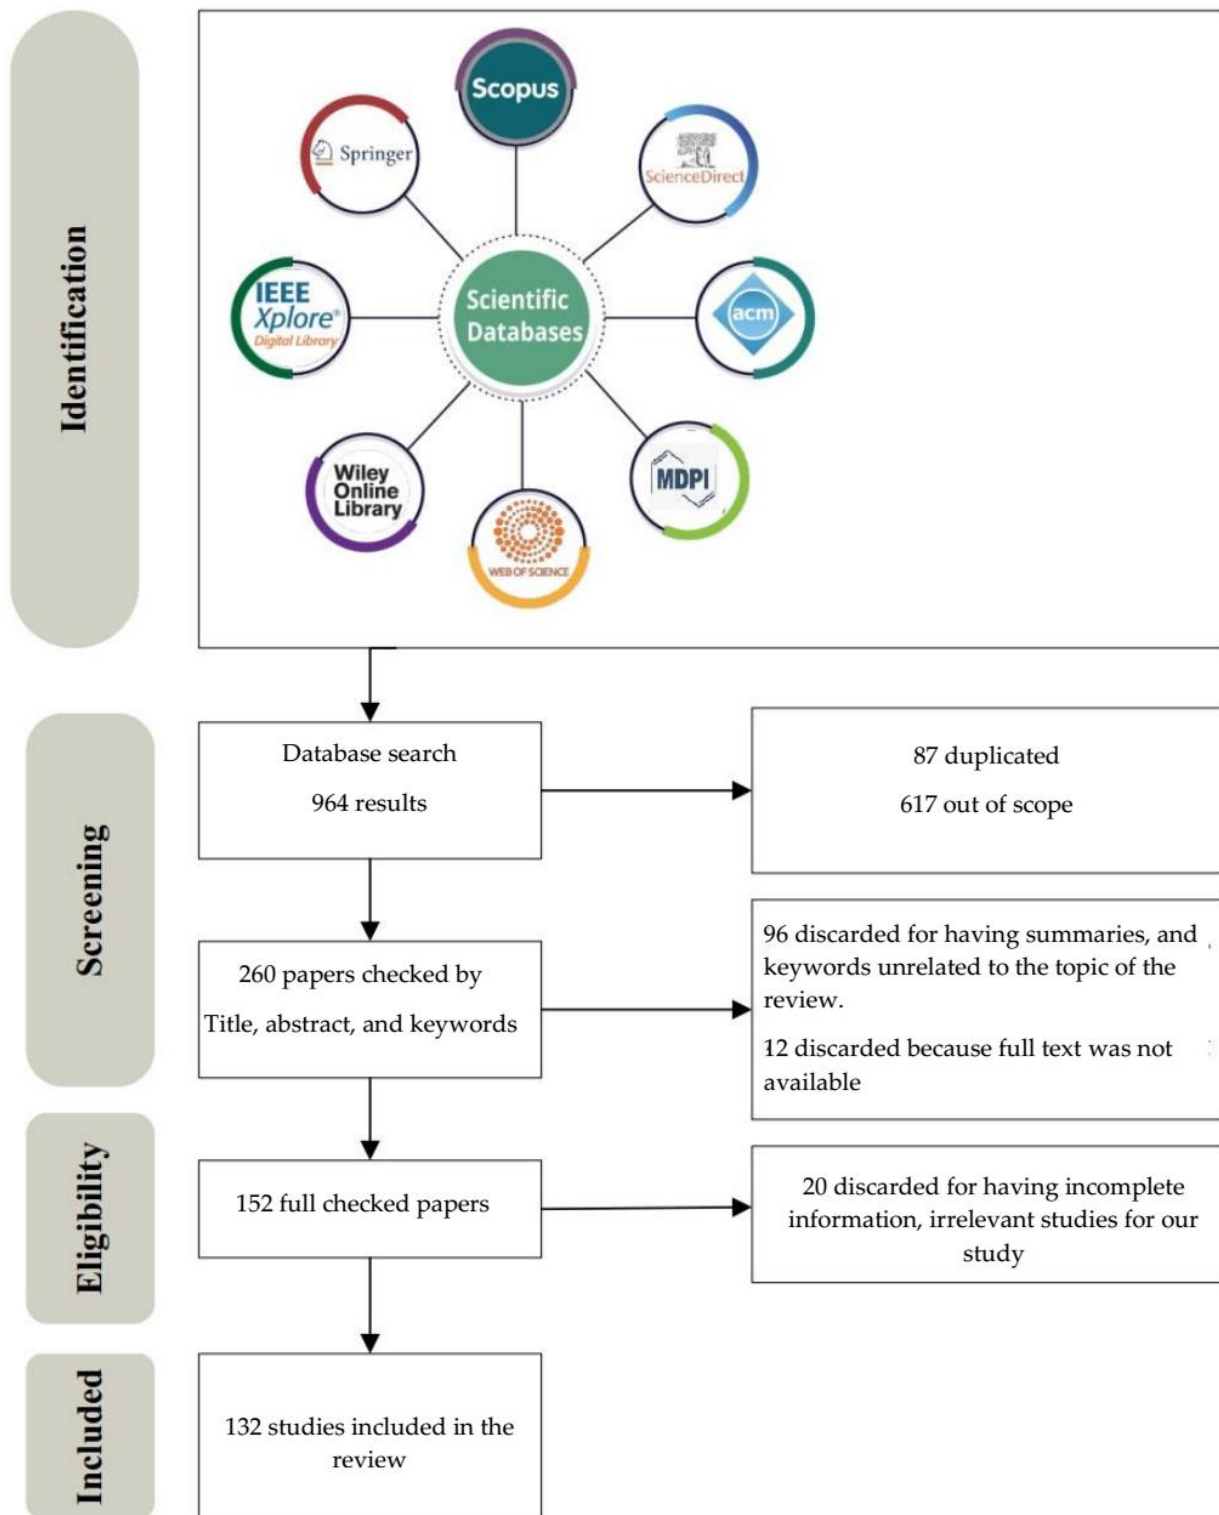 Identification
Scopus
Springer
ScienceDirect
IEEE
Xplore®
Digital Library
Scientific
Databases
acm
Wiley
Online
Library
MDPI
WEB OF SCIENCE
Screening
Database search
964 results
87 duplicated
617 out of scope
260 papers checked by
Title, abstract, and keywords
96 discarded for having summaries, and
keywords unrelated to the topic of the
review.
12 discarded because full text was not
available
Eligibility
152 full checked papers
20 discarded for having incomplete
information, irrelevant studies for our
study
Included
132 studies included in the
review